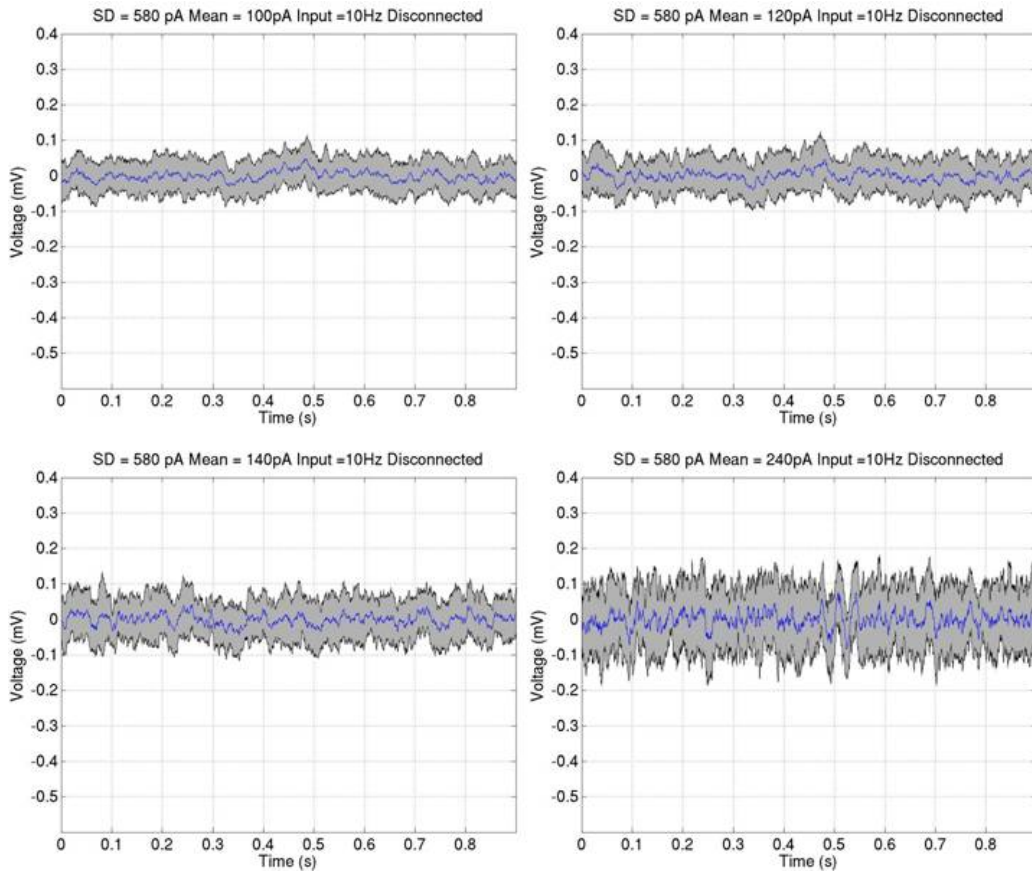 SD = 580 pA Mean = 100pA Input =10Hz Disconnected
0.4
0.3
0.2
0.1
0
-0.1
-0.2
-0.3
-0.4
-0.5
Voltage (mV)
0 0.1 0.2 0.3 0.4 0.5 0.6 0.7 0.8
Time (s)
SD = 580 pA Mean = 120pA Input =10Hz Disconnected
0.4
0.3
0.2
0.1
0
-0.1
-0.2
-0.3
-0.4
-0.5
Voltage (mV)
0 0.1 0.2 0.3 0.4 0.5 0.6 0.7 0.8
Time (s)
SD = 580 pA Mean = 140pA Input =10Hz Disconnected
0.4
0.3
0.2
0.1
0
-0.1
-0.2
-0.3
-0.4
-0.5
Voltage (mV)
0 0.1 0.2 0.3 0.4 0.5 0.6 0.7 0.8
Time (s)
SD = 580 pA Mean = 240pA Input =10Hz Disconnected
0.4
0.3
0.2
0.1
0
-0.1
-0.2
-0.3
-0.4
-0.5
Voltage (mV)
0 0.1 0.2 0.3 0.4 0.5 0.6 0.7 0.8
Time (s)